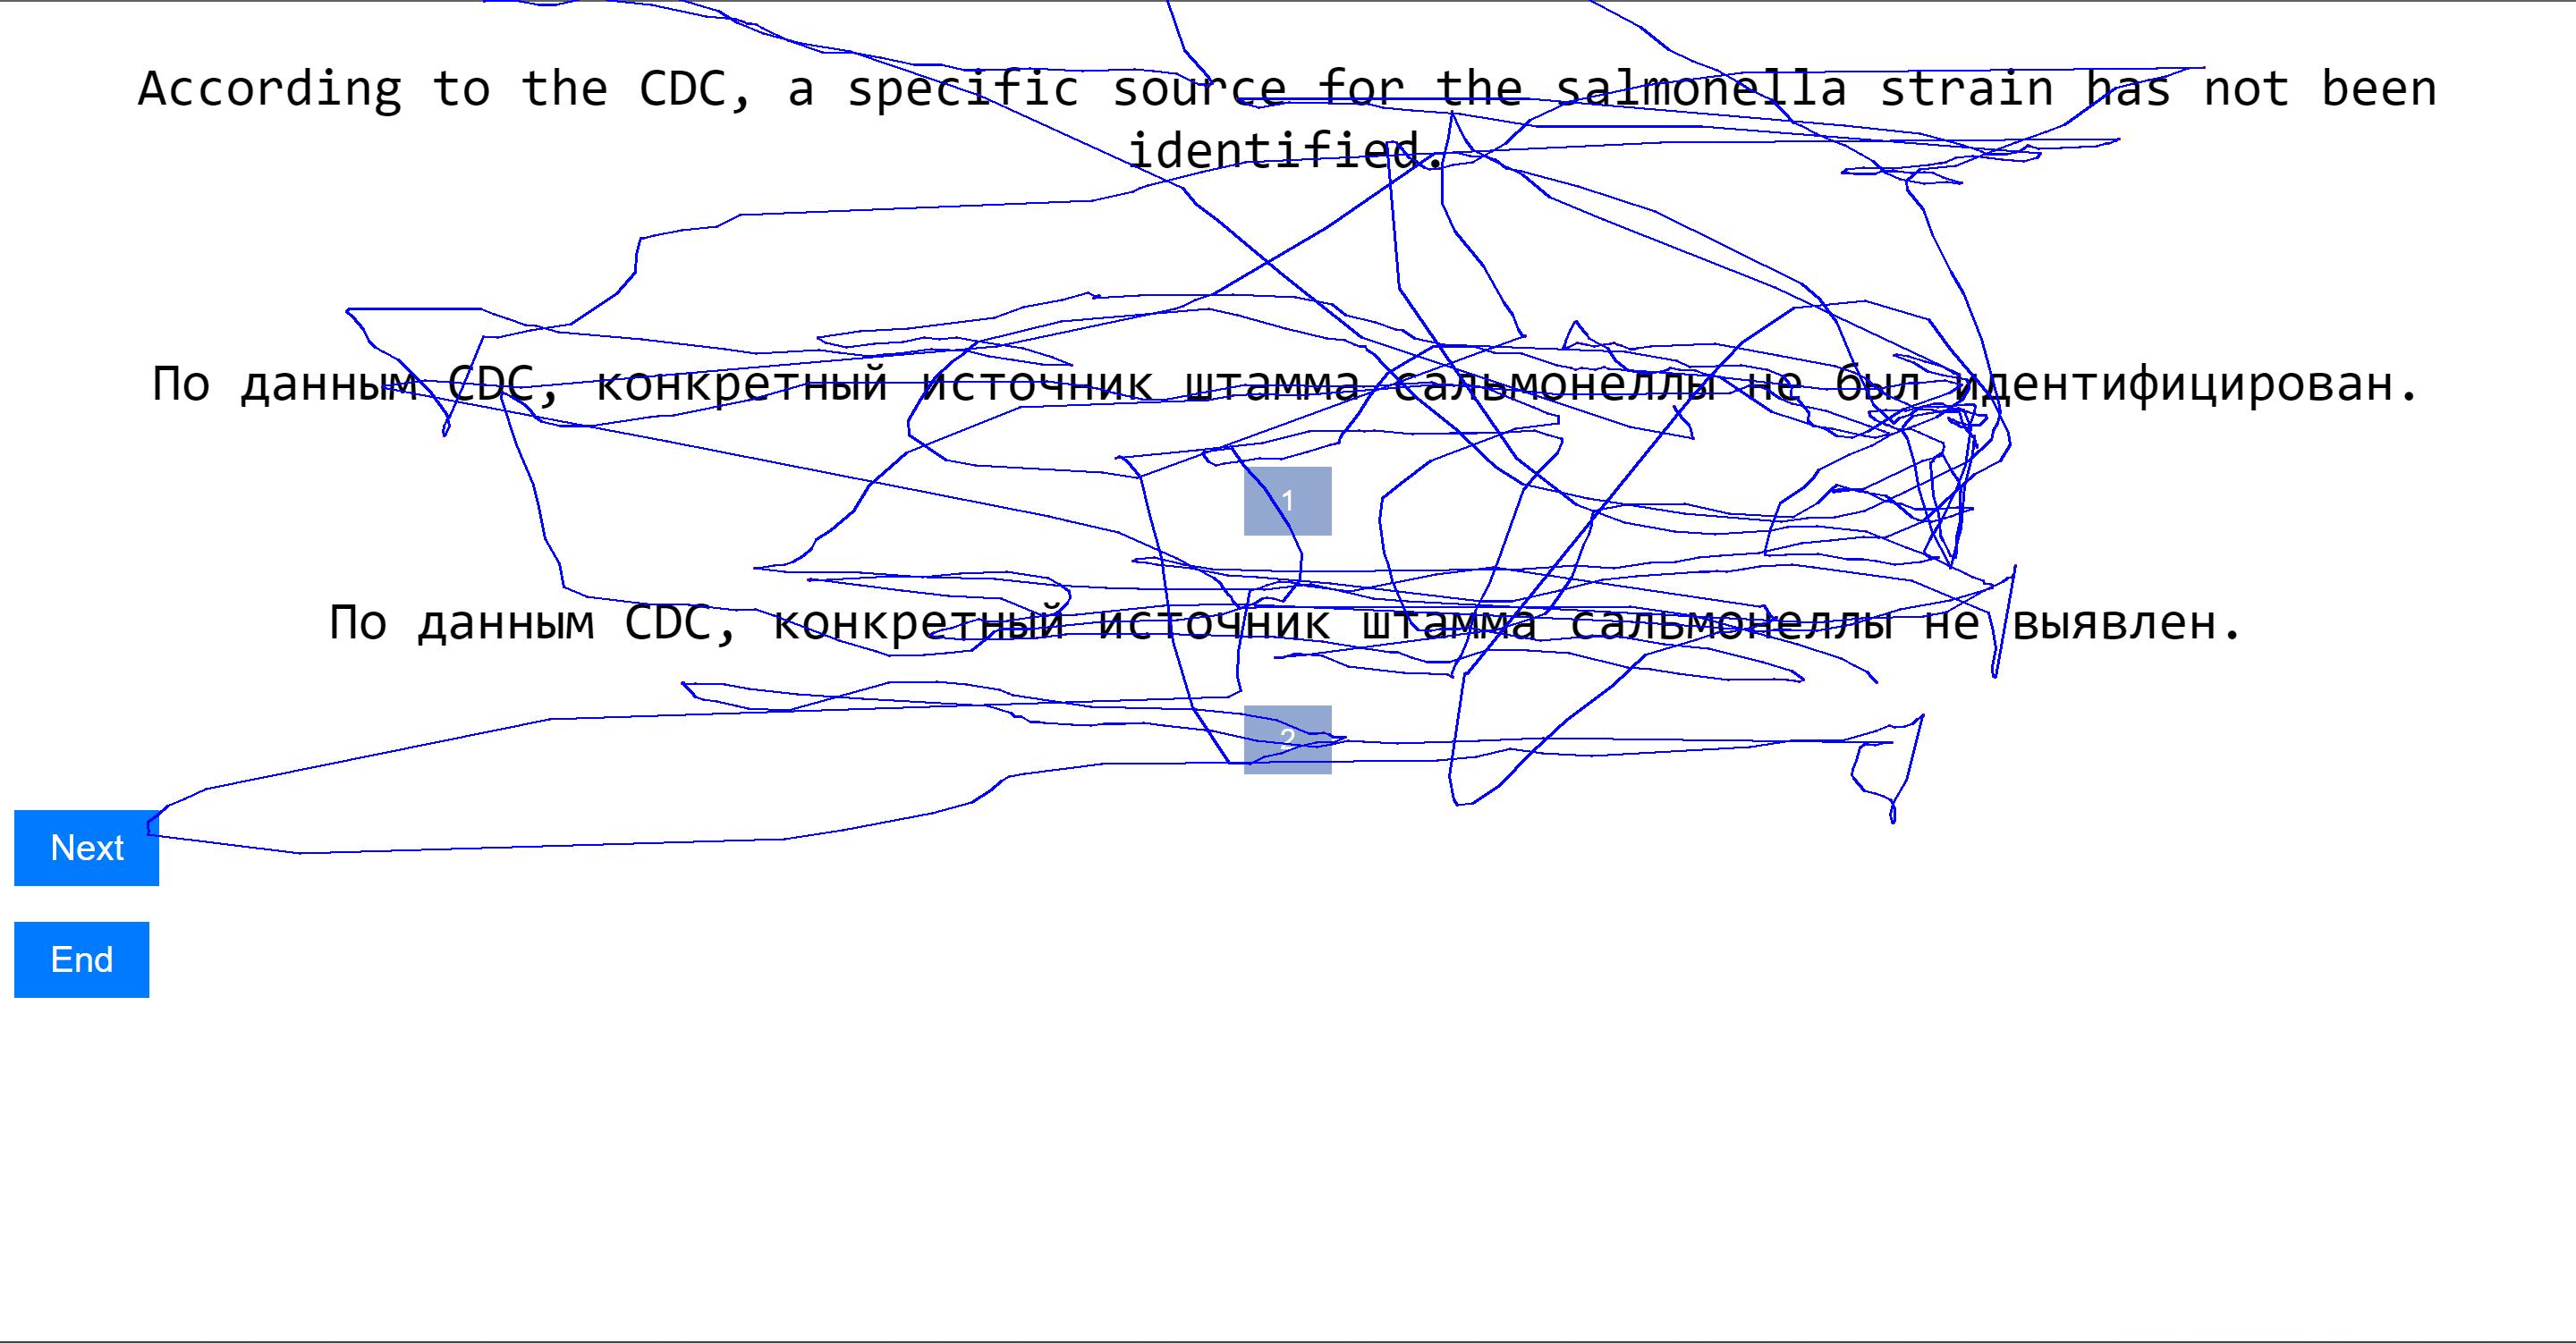 According to the CDC, a specific source for the salmonella strain has not been
identified.
По данным CDC, конкретный источник штамма сальмонеллы не был идентифицирован.
1
По данным CDC, конкретный источник штамма сальмонеллы не выявлен.
2
Next
End